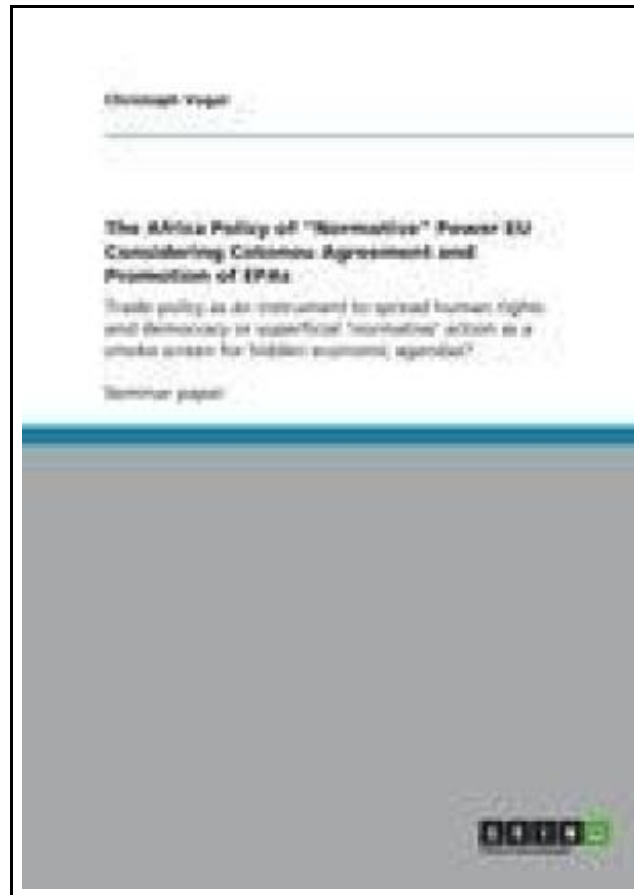 Christoph Vogel
The Africa Policy of "Normative" Power EU
Considering Cotonou Agreement and
Promotion of EPAs
Trade policy as an instrument to spread human rights
and democracy or superficial 'normative' action as a
smoke screen for hidden economic agendas?
Seminar paper
GRIN